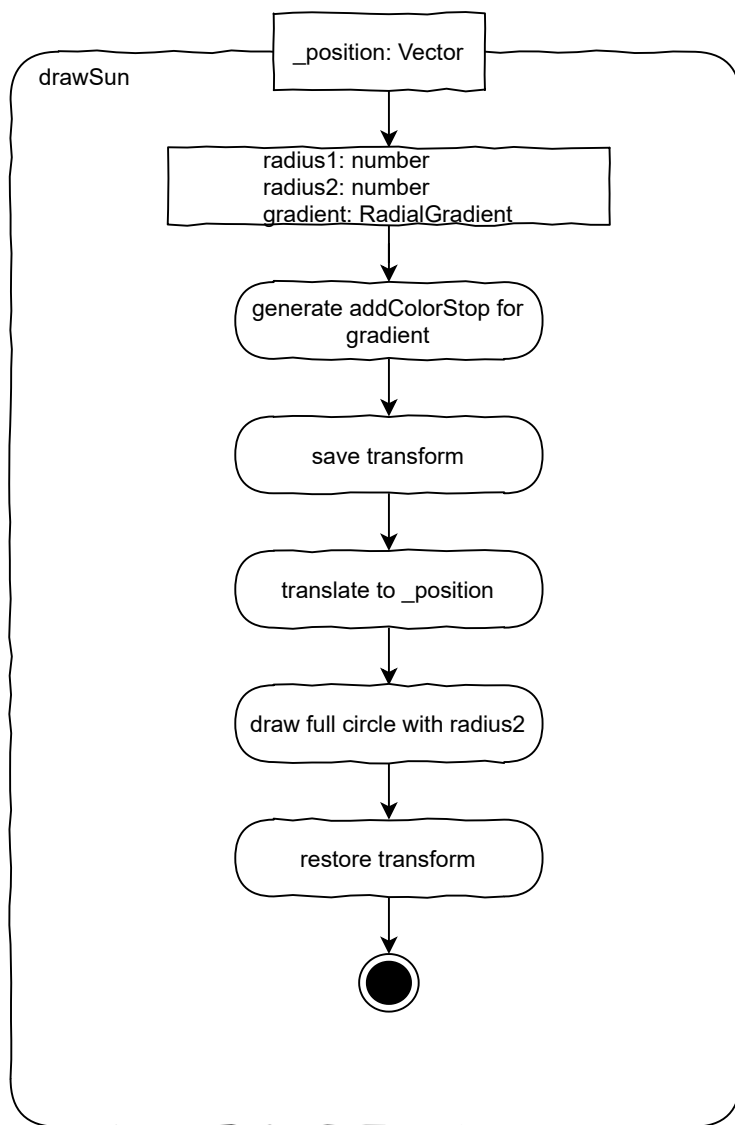 _position: Vector
drawSun
radius1: number
radius2: number
gradient: RadialGradient
generate addColorStop for
gradient
save transform
translate to _position
draw full circle with radius2
restore transform